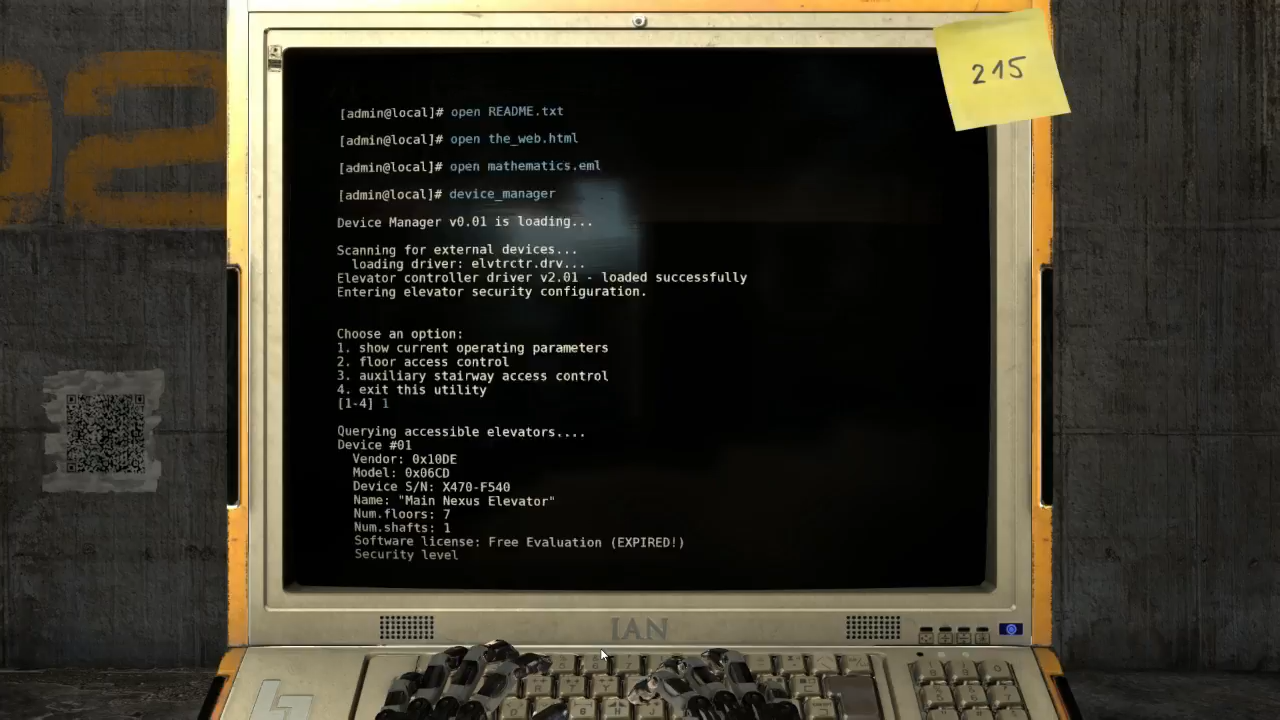 02
215
[admin@local]# open README.txt
[admin@local]# open the_web.html
[admin@local]# open mathematics.eml
[admin@local]# device_manager
Device Manager v0.01 is loading...
Scanning for external devices...
loading driver: elvtrctr.drv...
Elevator controller driver v2.01 - loaded successfully
Entering elevator security configuration.
Choose an option:
1. show current operating parameters
2. floor access control
3. auxiliary stairway access control
4. exit this utility
[1-4] 1
Querying accessible elevators....
Device #01
Vendor: 0x10DE
Model: 0x06CD
Device S/N: X470-F540
Name: "Main Nexus Elevator"
Num.floors: 7
Num.shafts: 1
Software license: Free Evaluation (EXPIRED!)
Security level
IAN